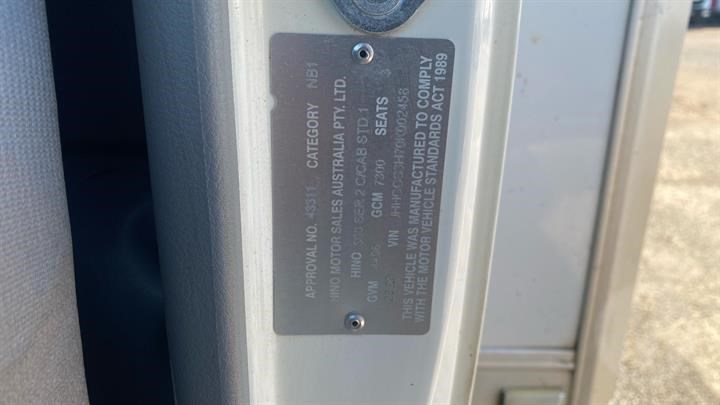 APPROVAL NO. 43311 CATEGORY NB1
HINO MOTOR SALES AUSTRALIA PTY. LTD.
HINO 300 SER 2 C/CAB STD.1
GVM GCM 7300 SEATS 3
VIN
THIS VEHICLE WAS MANUFACTURED TO COMPLY
WITH THE MOTOR VEHICLE STANDARDS ACT 1989